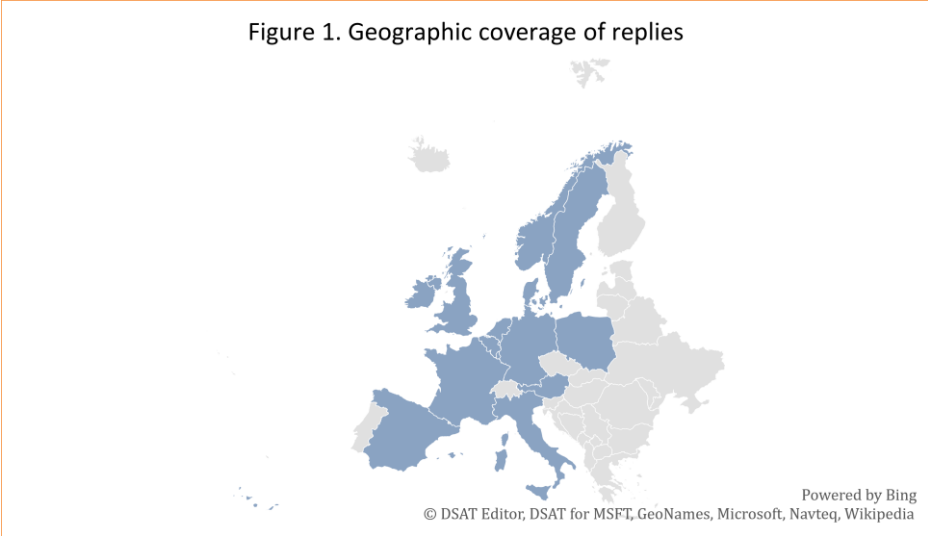 Figure 1. Geographic coverage of replies
Powered by Bing
© DSAT Editor, DSAT for MSFT, GeoNames, Microsoft, Navteq, Wikipedia